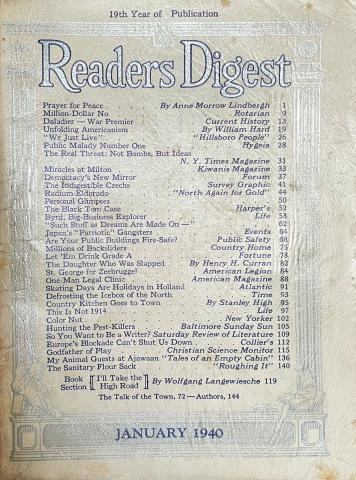 19th Year of Publication
Readers Digest
Prayer for Peace . . . . By Anne Morrow Lindbergh 1
Million-Dollar No . . . . Rotarian 9
Daladier — War Premier . . . . Current History 13
Unfolding Americanism . . . . By William Hard 19
"We Just Live" . . . . "Hillsboro People" 26
Public Malady Number One . . . . Hygeia 28
The Real Threat: Not Bombs, But Ideas
N. Y. Times Magazine 31
Miracles at Milton . . . . Kiwanis Magazine 33
Democracy's New Mirror . . . . Forum 37
The Indigestible Czechs . . . . Survey Graphic 41
Radium Eldorado . . . . "North Again for Gold" 44
Personal Glimpses . . . . 50
The Black Tom Case . . . . Harper's 52
Byrd, Big-Business Explorer . . . . Life 58
"Such Stuff as Dreams Are Made On —" . . . . 62
Japan's "Patriotic" Gangsters . . . . Events 64
Are Your Public Buildings Fire-Safe? . . . . Public Safety 68
Millions of Backsliders . . . . Country Home 75
Let 'Em Drink Grade A . . . . Fortune 78
The Daughter Who Was Slapped . . By Henry H. Curran 82
St. George for Zeebrugge! . . . . American Legion 84
One-Man Legal Clinic . . . . American Magazine 88
Skating Days Are Holidays in Holland . . . . Atlantic 91
Defrosting the Icebox of the North . . . . Time 93
Country Kitchen Goes to Town . . . . By Stanley High 95
This Is Not 1914 . . . . Life 97
Color Nut . . . . New Yorker 102
Hunting the Pest-Killers . . . . Baltimore Sunday Sun 105
So You Want to Be a Writer? Saturday Review of Literature 109
Europe's Blockade Can't Shut Us Down . . Collier's 112
Godfather of Play . . . . Christian Science Monitor 115
My Animal Guests at Ajawaan "Tales of an Empty Cabin" 136
The Sanitary Flour Sack . . . . "Roughing It" 140
Book Section [I'll Take the High Road] By Wolfgang Langewiesche 119
The Talk of the Town, 72 — Authors, 144
JANUARY 1940